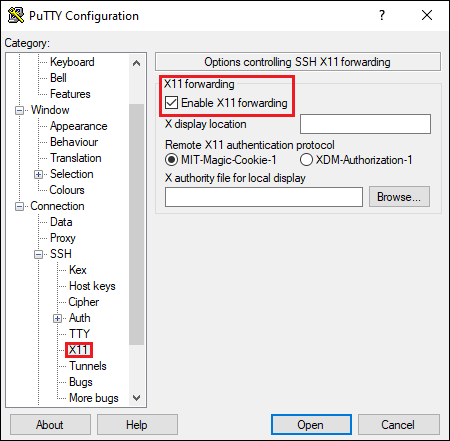 PuTTY Configuration
?
Category:
Keyboard
Bell
Features
Window
Appearance
Behaviour
Translation
Selection
Colours
Connection
Data
Proxy
SSH
Kex
Host keys
Cipher
Auth
TTY
X11
Tunnels
Bugs
More bugs
Options controlling SSH X11 forwarding
X11 forwarding
Enable X11 forwarding
X display location
Remote X11 authentication protocol
MIT-Magic-Cookie-1 XDM-Authorization-1
X authority file for local display
Browse...
About Help Open Cancel